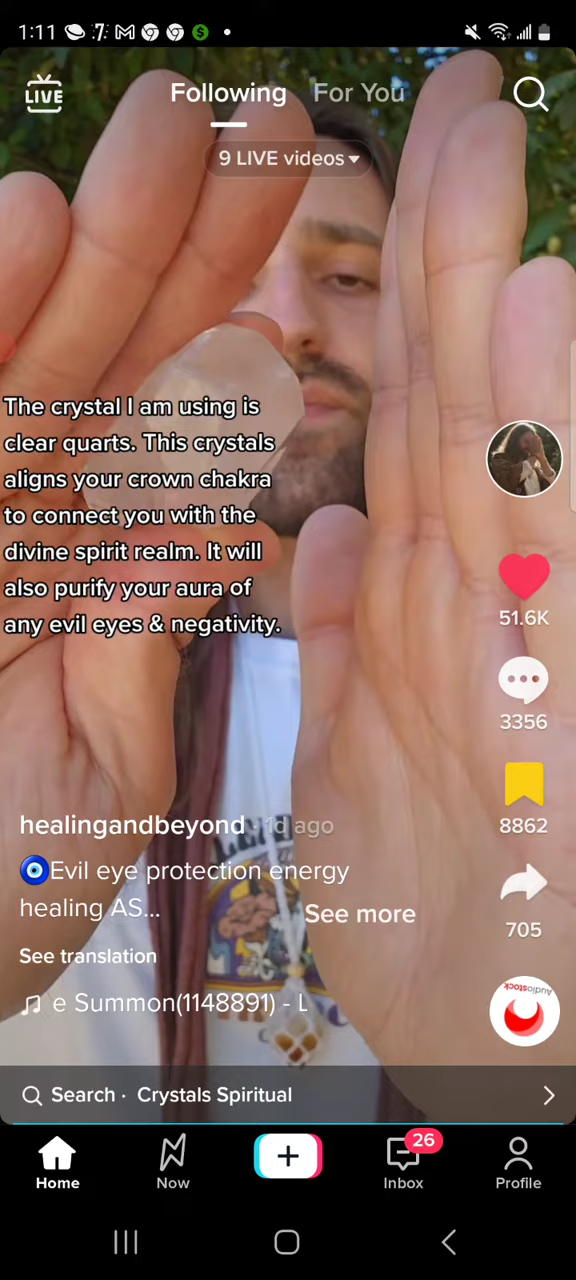 1:11
LIVE
Following For You
9 LIVE videos
The crystal I am using is
clear quarts. This crystals
aligns your crown chakra
to connect you with the
divine spirit realm. It will
also purify your aura of
any evil eyes & negativity.
51.6K
3356
8862
705
healingandbeyond · 1d ago
Evil eye protection energy
healing AS... See more
See translation
e Summon(1148891) - L
Audiostock
Search · Crystals Spiritual
Home
Now
26
Inbox
Profile